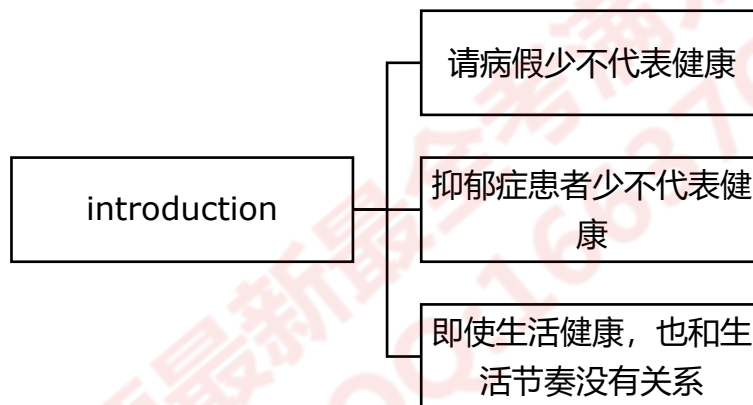 请病假少不代表健康
introduction
抑郁症患者少不代表健
康
即使生活健康，也和生
活节奏没有关系